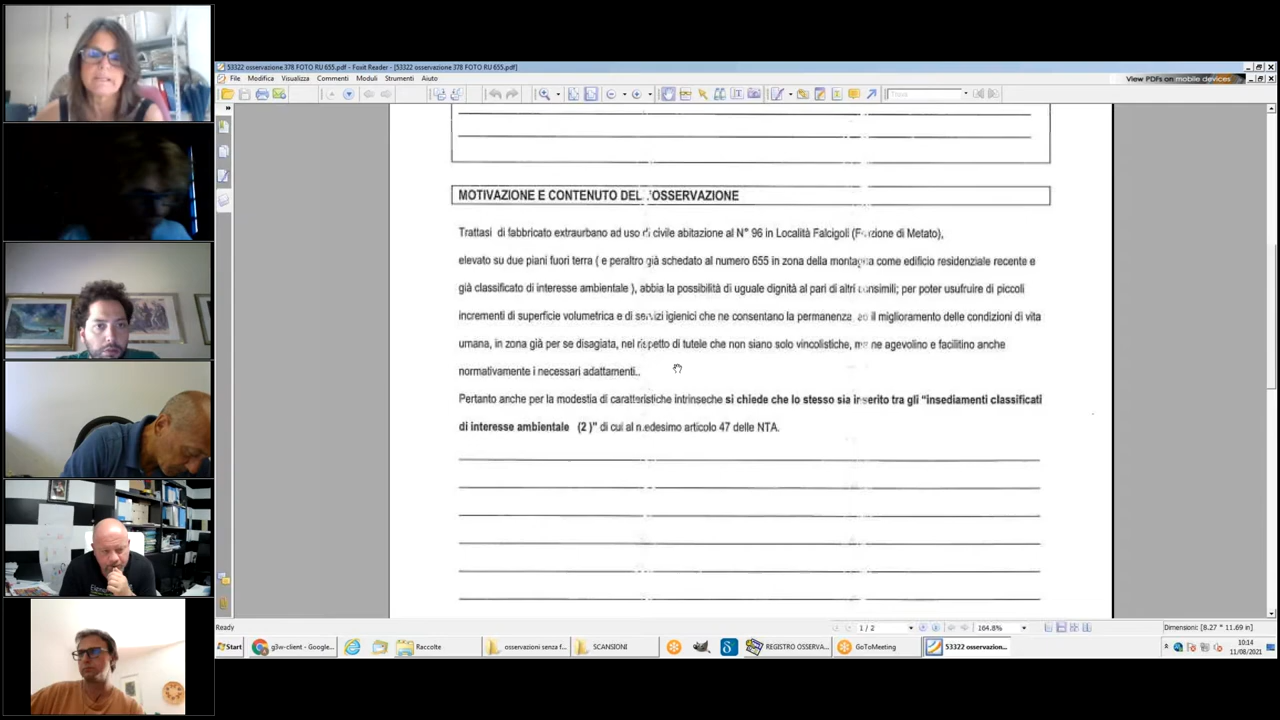 53322 osservazione 378 FOTO RU 655.pdf - Foxit Reader - [53322 osservazione 378 FOTO RU 655.pdf]
File Modifica Visualizza Commenti Moduli Strumenti Aiuto
View PDFs on mobile devices
Trova
MOTIVAZIONE E CONTENUTO DELL'OSSERVAZIONE
Trattasi di fabbricato extraurbano ad uso di civile abitazione al N° 96 in Località Falcigoli (Frazione di Metato),
elevato su due piani fuori terra ( e peraltro già schedato al numero 655 in zona della montagna come edificio residenziale recente e
già classificato di interesse ambientale ), abbia la possibilità di uguale dignità al pari di altri consimili; per poter usufruire di piccoli
incrementi di superficie volumetrica e di servizi igienici che ne consentano la permanenza ed il miglioramento delle condizioni di vita
umana, in zona già per se disagiata, nel rispetto di tutele che non siano solo vincolistiche, ma ne agevolino e facilitino anche
normativamente i necessari adattamenti..
Pertanto anche per la modestia di caratteristiche intrinseche si chiede che lo stesso sia inserito tra gli "insediamenti classificati
di interesse ambientale (2 )" di cui al medesimo articolo 47 delle NTA.
Ready
1 / 2
164.8%
Dimensioni: [8.27 * 11.69 in]
Start
g3w-client - Google...
Raccolte
osservazioni senza f...
SCANSIONI
REGISTRO OSSERVA...
GoToMeeting
53322 osservazion...
10:14
11/08/2021